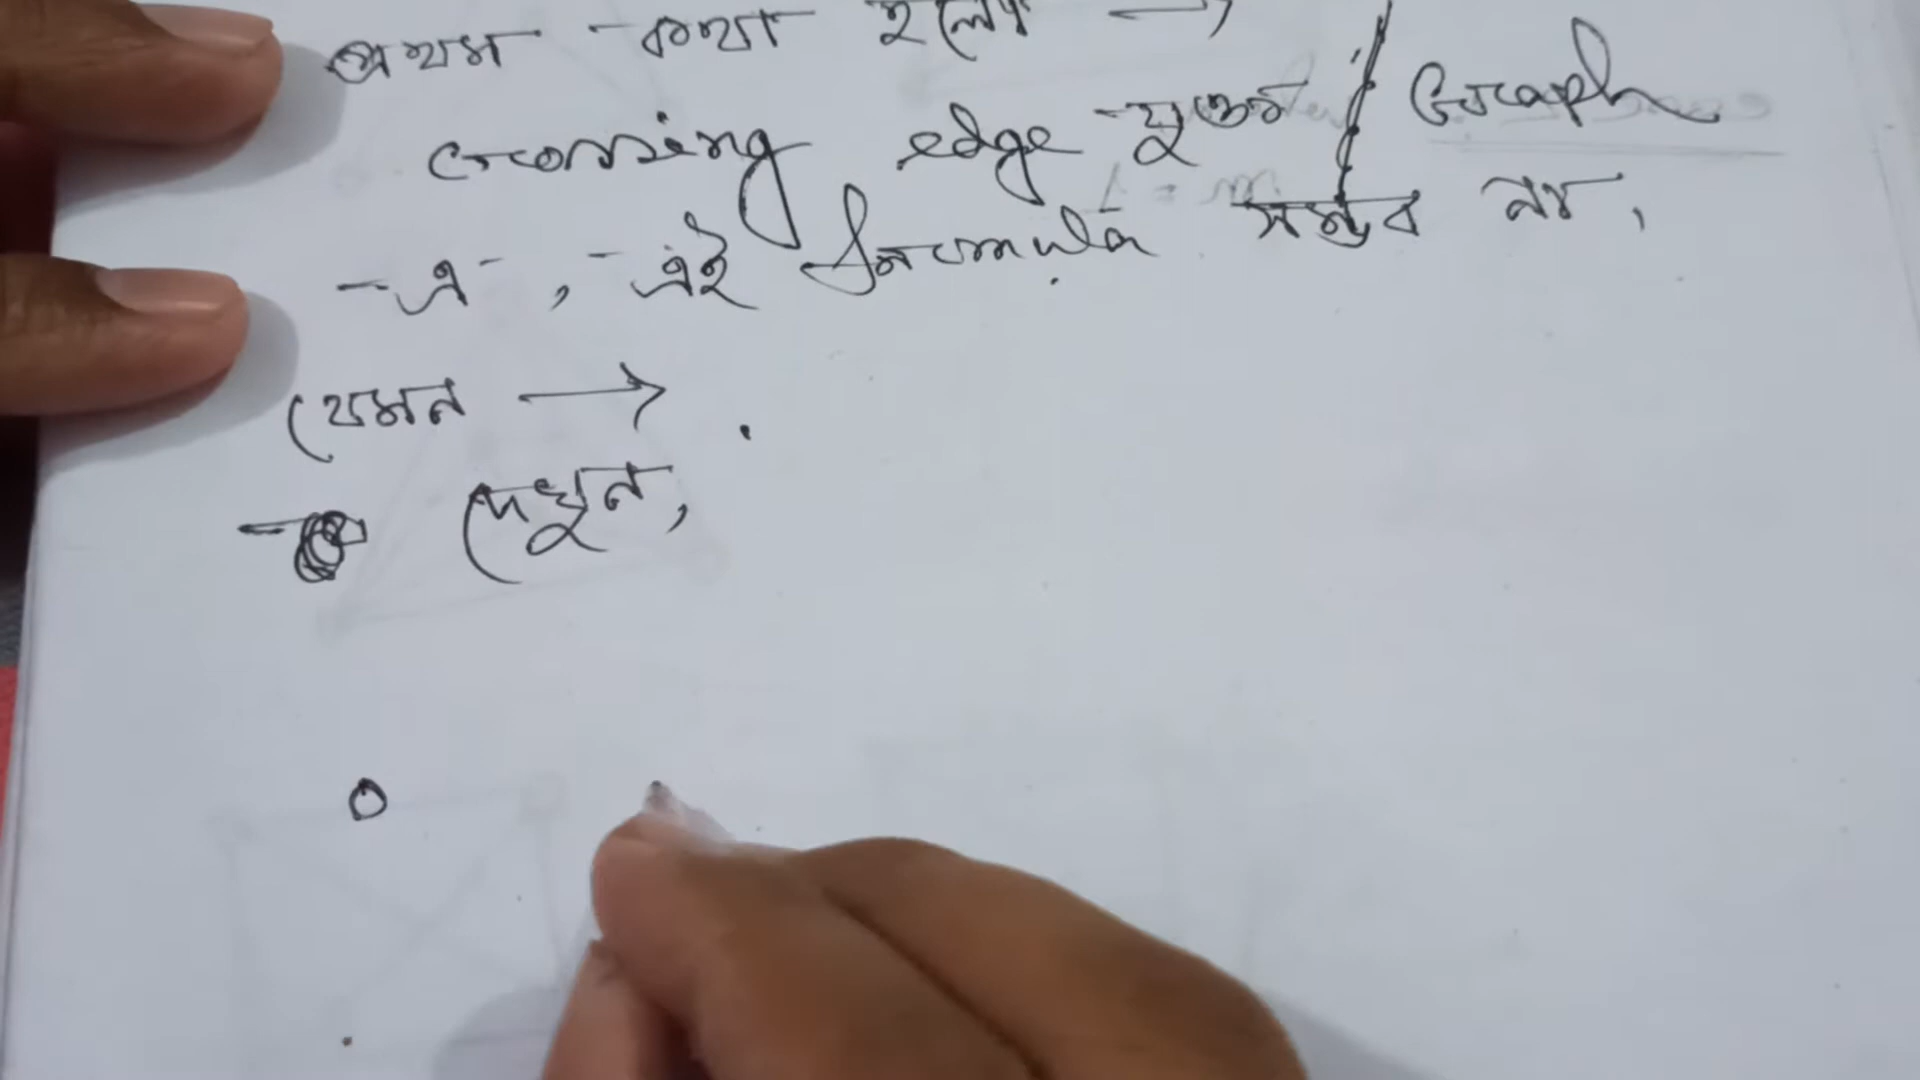 প্রথম কথা হলো →
crossing edge যুক্ত / Graph
-এ, এই formula সম্ভব নয়,
যেমন → .
দেখুন,